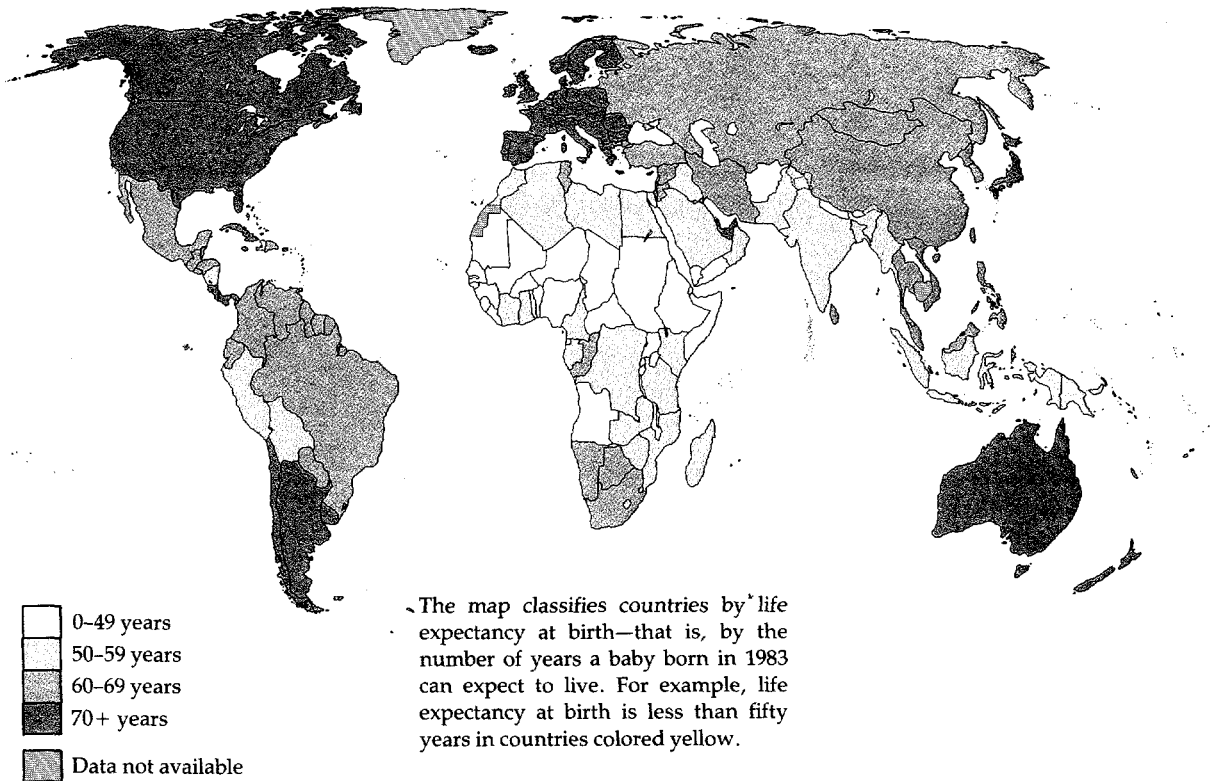 0–49 years
50–59 years
60–69 years
70+ years
Data not available
The map classifies countries by life
expectancy at birth—that is, by the
number of years a baby born in 1983
can expect to live. For example, life
expectancy at birth is less than fifty
years in countries colored yellow.